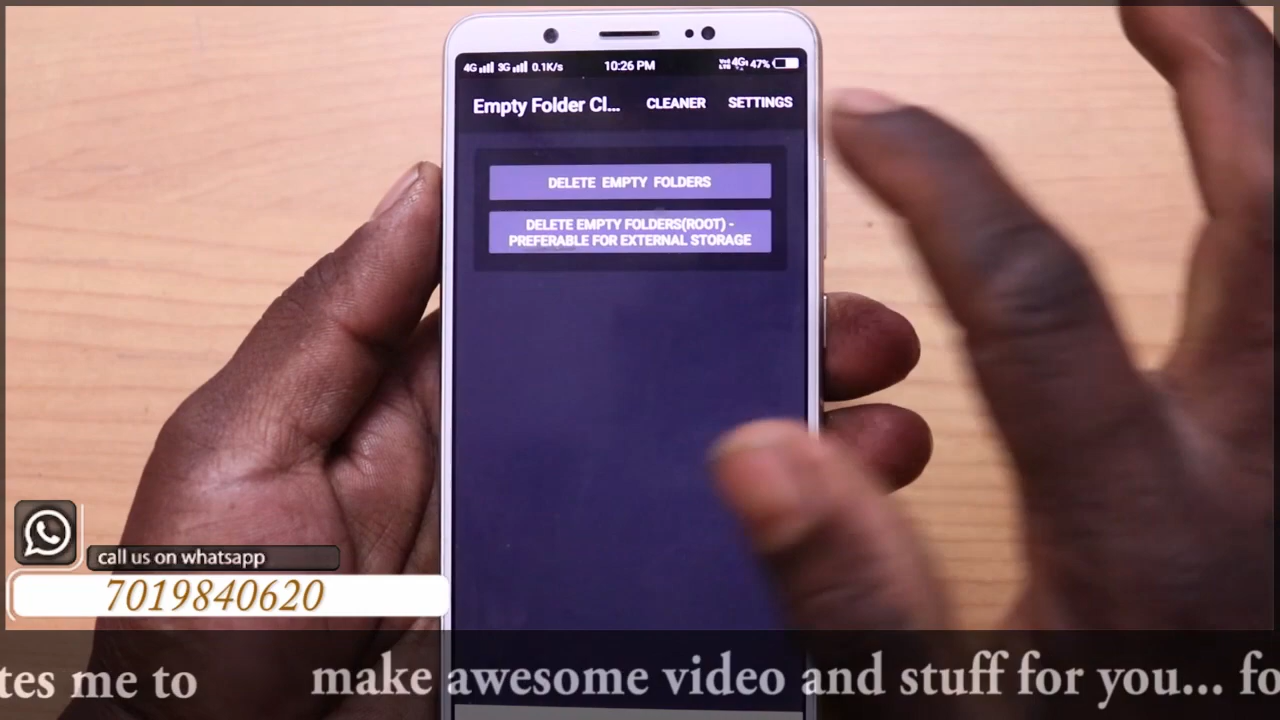 4G 3G 0.1K/s 10:26 PM 4G+ 47%
Empty Folder Cl... CLEANER SETTINGS
DELETE EMPTY FOLDERS
DELETE EMPTY FOLDERS(ROOT) -
PREFERABLE FOR EXTERNAL STORAGE
call us on whatsapp
7019840620
tes me to make awesome video and stuff for you... fo